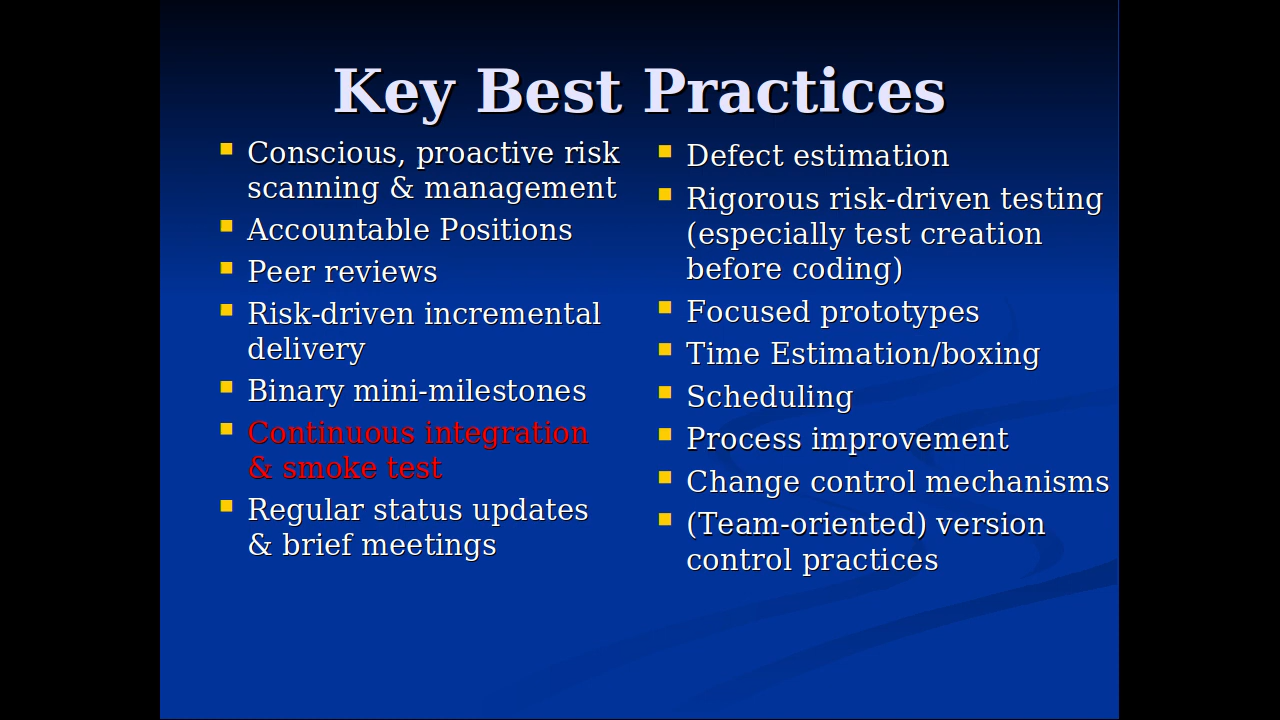 Key Best Practices
Conscious, proactive risk
scanning & management
Accountable Positions
Peer reviews
Risk-driven incremental
delivery
Binary mini-milestones
Continuous integration
& smoke test
Regular status updates
& brief meetings
Defect estimation
Rigorous risk-driven testing
(especially test creation
before coding)
Focused prototypes
Time Estimation/boxing
Scheduling
Process improvement
Change control mechanisms
(Team-oriented) version
control practices